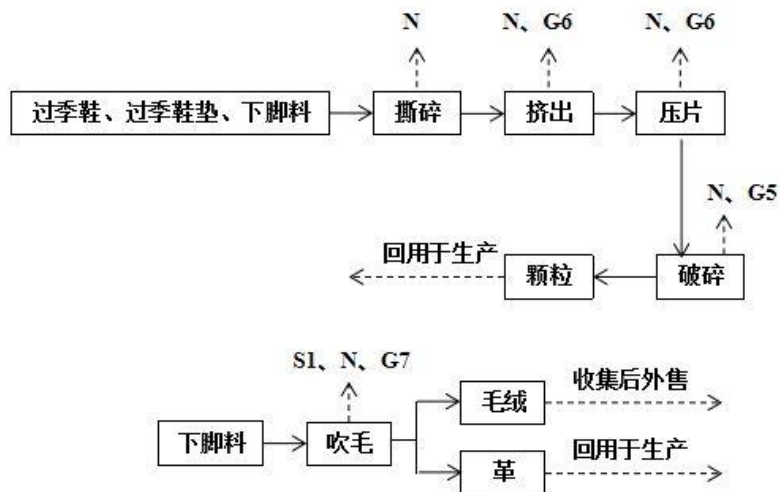 N
N、G6
N、G6
过季鞋、过季鞋垫、下脚料
撕碎
挤出
压片
N、G5
回用于生产
颗粒
破碎
S1、N、G7
收集后外售
毛绒
下脚料
吹毛
回用于生产
革